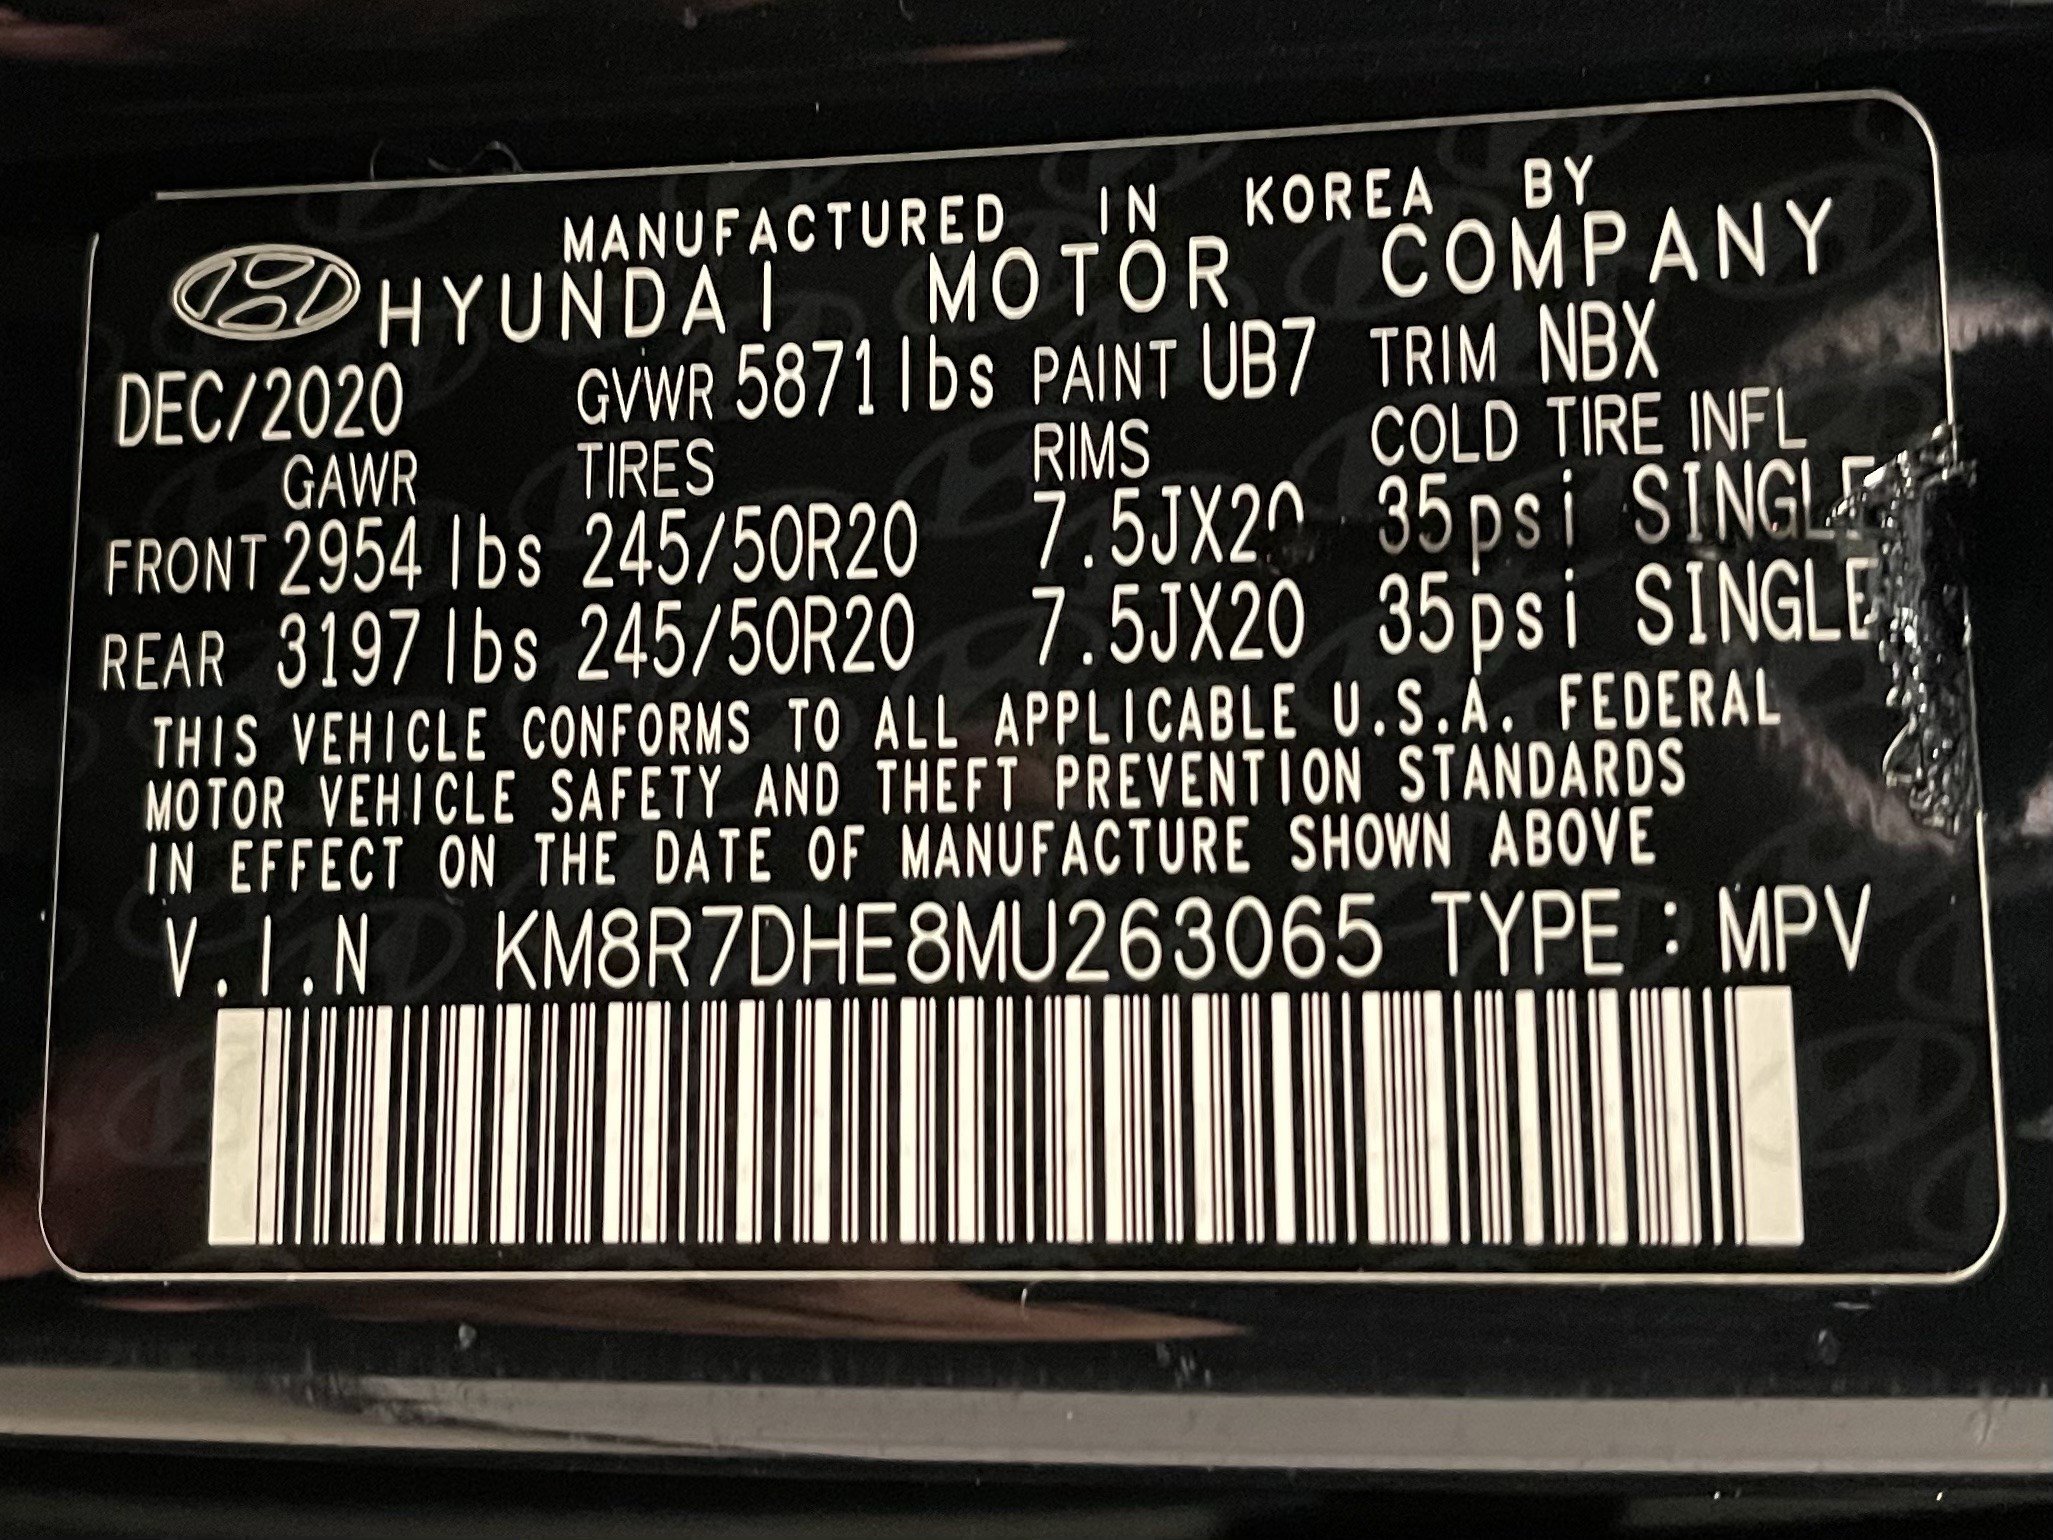 MANUFACTURED IN KOREA BY
HYUNDAI MOTOR COMPANY
DEC/2020 GVWR 5871lbs PAINT UB7 TRIM NBX
GAWR TIRES RIMS COLD TIRE INFL
FRONT 2954 lbs 245/50R20 7.5JX20 35psi SINGLE
REAR 3197 lbs 245/50R20 7.5JX20 35psi SINGLE
THIS VEHICLE CONFORMS TO ALL APPLICABLE U.S.A. FEDERAL
MOTOR VEHICLE SAFETY AND THEFT PREVENTION STANDARDS
IN EFFECT ON THE DATE OF MANUFACTURE SHOWN ABOVE
V.I.N KM8R7DHE8MU263065 TYPE : MPV